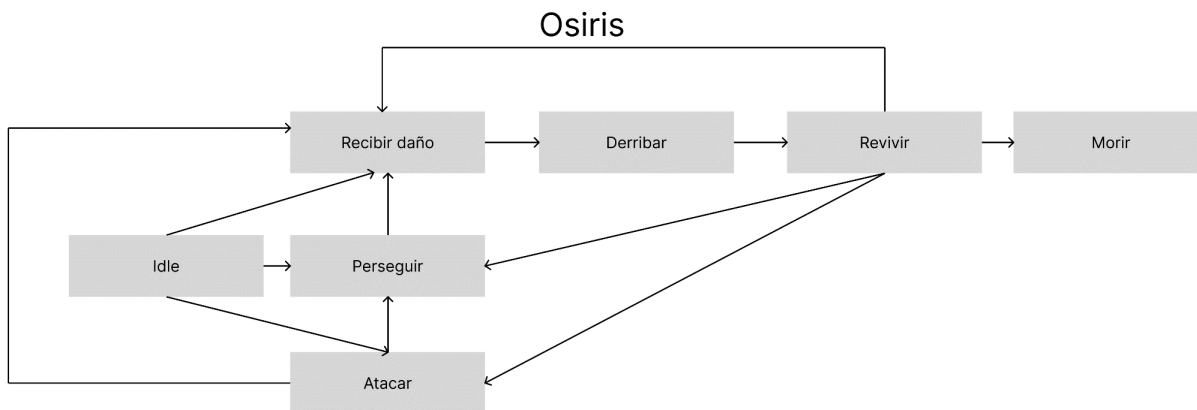 Osiris
Recibir daño
Derribar
Revivir
Morir
Idle
Perseguir
Atacar